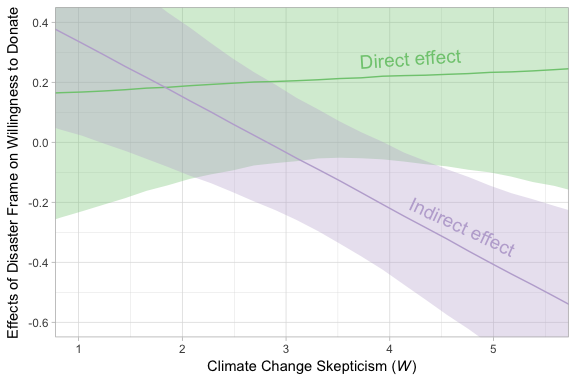 Effects of Disaster Frame on Willingness to Donate
0.4
0.2
0.0
-0.2
-0.4
-0.6
Direct effect
Indirect effect
1 2 3 4 5
Climate Change Skepticism (W)